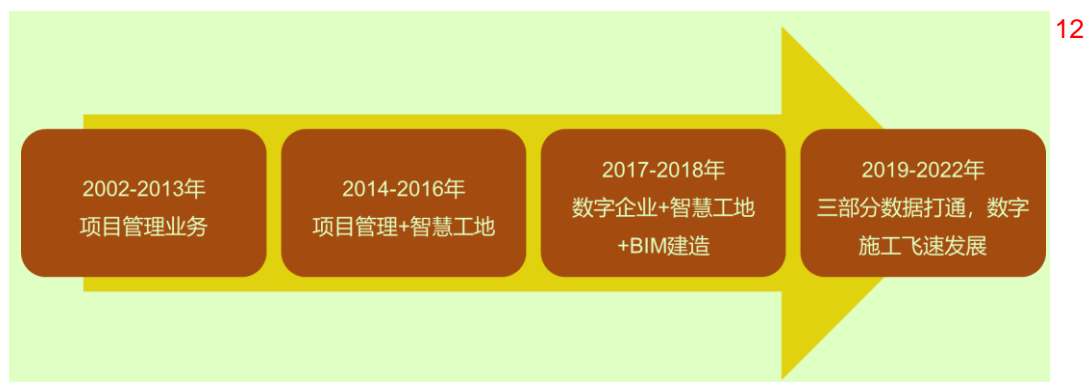 12
2002-2013年
项目管理业务
2014-2016年
项目管理+智慧工地
2017-2018年
数字企业+智慧工地
+BIM建造
2019-2022年
三部分数据打通，数字
施工飞速发展